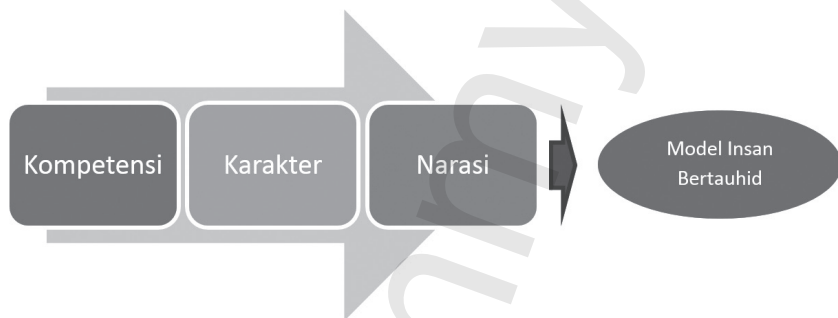 Kompetensi
Karakter
Narasi
Model Insan
Bertauhid